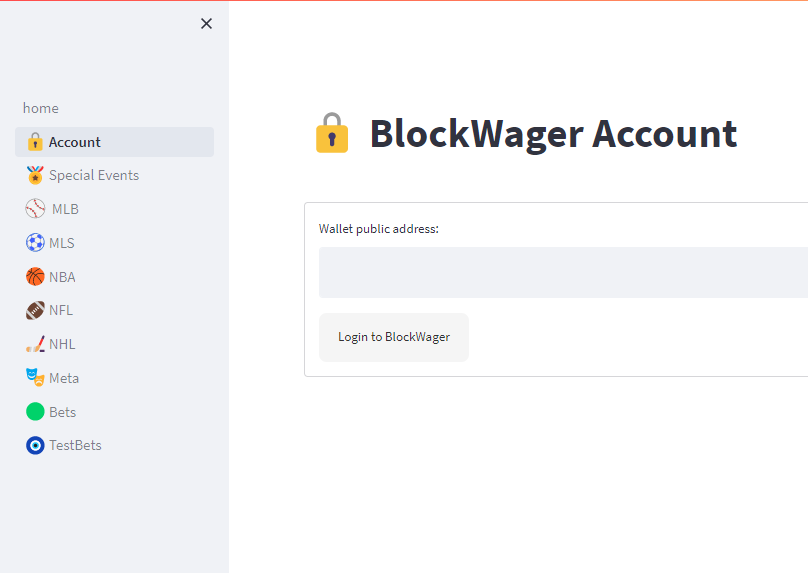 home
Account
Special Events
MLB
MLS
NBA
NFL
NHL
Meta
Bets
TestBets
BlockWager Account
Wallet public address:
Login to BlockWager